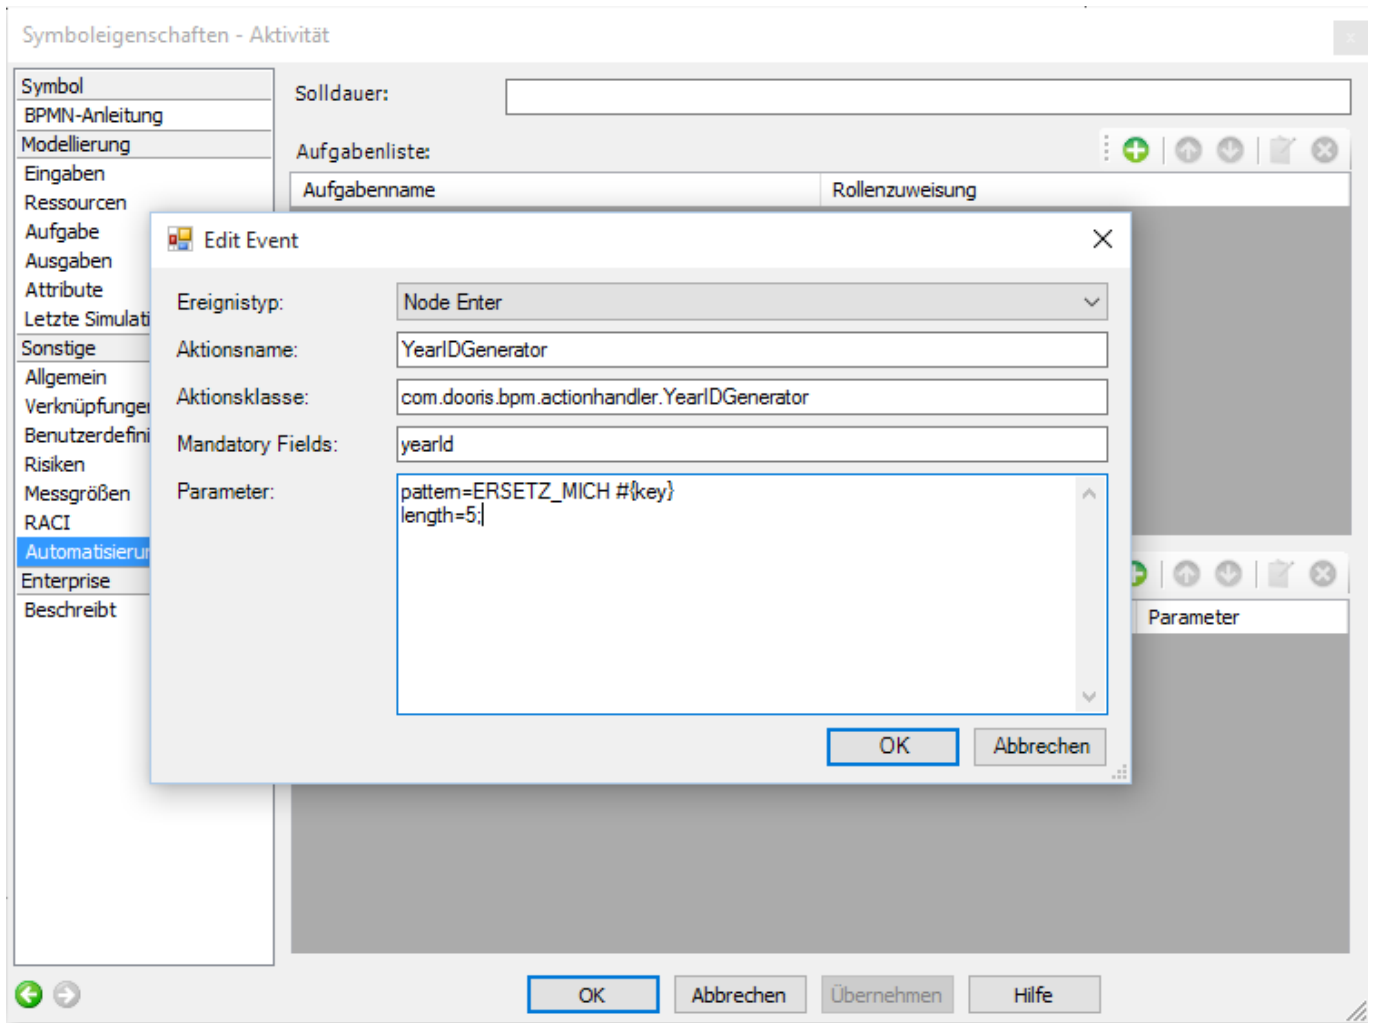 Symboleigenschaften - Aktivität
x
Symbol
BPMN-Anleitung
Modellierung
Eingaben
Ressourcen
Aufgabe
Ausgaben
Attribute
Letzte Simulati
Sonstige
Allgemein
Verknüpfunger
Benutzerdefini
Risiken
Messgrößen
RACI
Automatisierur
Enterprise
Beschreibt
Solldauer:
Aufgabenliste:
Aufgabenname Rollenzuweisung
Edit Event
Ereignistyp: Node Enter
Aktionsname: YearIDGenerator
Aktionsklasse: com.dooris.bpm.actionhandler.YearIDGenerator
Mandatory Fields: yearId
Parameter: pattern=ERSETZ_MICH #{key}
length=5;
OK Abbrechen
Parameter
OK Abbrechen Übernehmen Hilfe